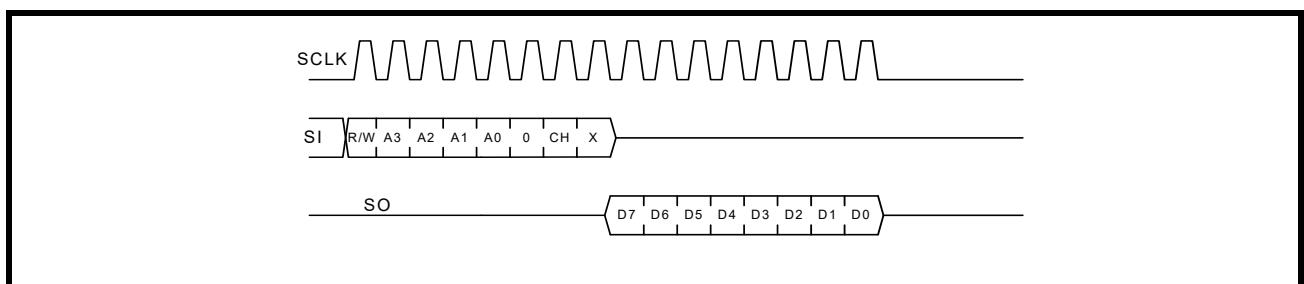 SCLK
SI R/W A3 A2 A1 A0 0 CH X
SO D7 D6 D5 D4 D3 D2 D1 D0